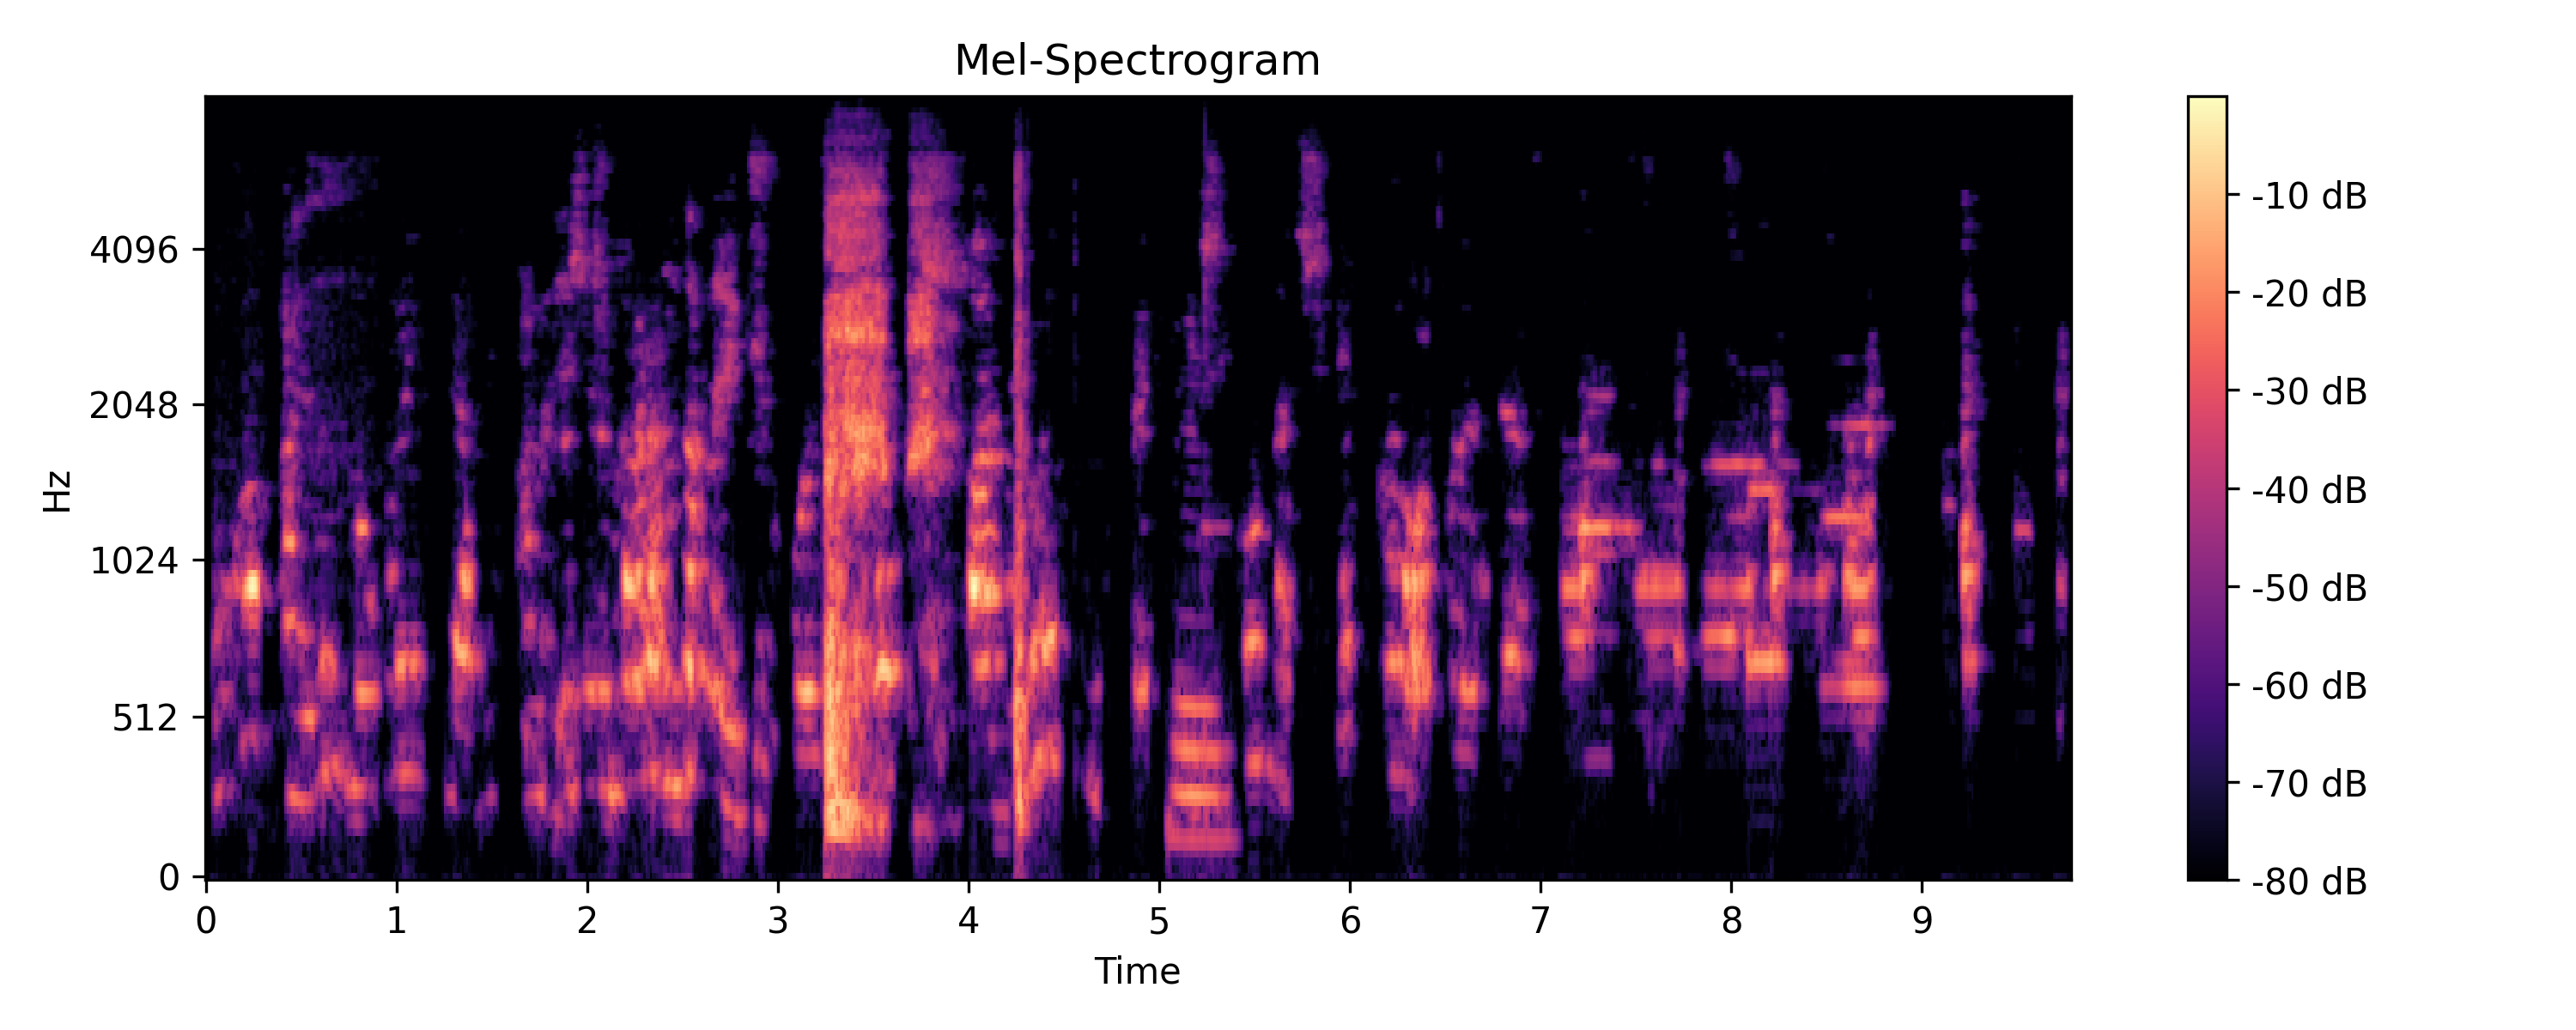 Mel-Spectrogram
4096
2048
1024
512
0
Hz
0 1 2 3 4 5 6 7 8 9
Time
-10 dB
-20 dB
-30 dB
-40 dB
-50 dB
-60 dB
-70 dB
-80 dB